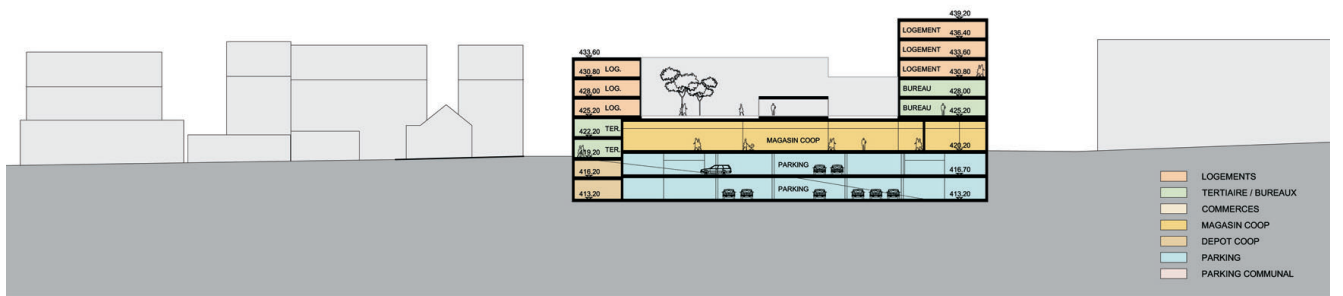 439.20
LOGEMENT 436.40
433.60
LOGEMENT 433.60
430.80 LOG.
LOGEMENT 430.80
428.00 LOG.
BUREAU 428.00
425.20 LOG.
BUREAU 425.20
422.20 TER.
MAGASIN COOP
420.20
419.20 TER.
PARKING
416.20
416.70
PARKING
413.20
413.20
LOGEMENTS
TERTIAIRE / BUREAUX
COMMERCES
MAGASIN COOP
DEPOT COOP
PARKING
PARKING COMMUNAL